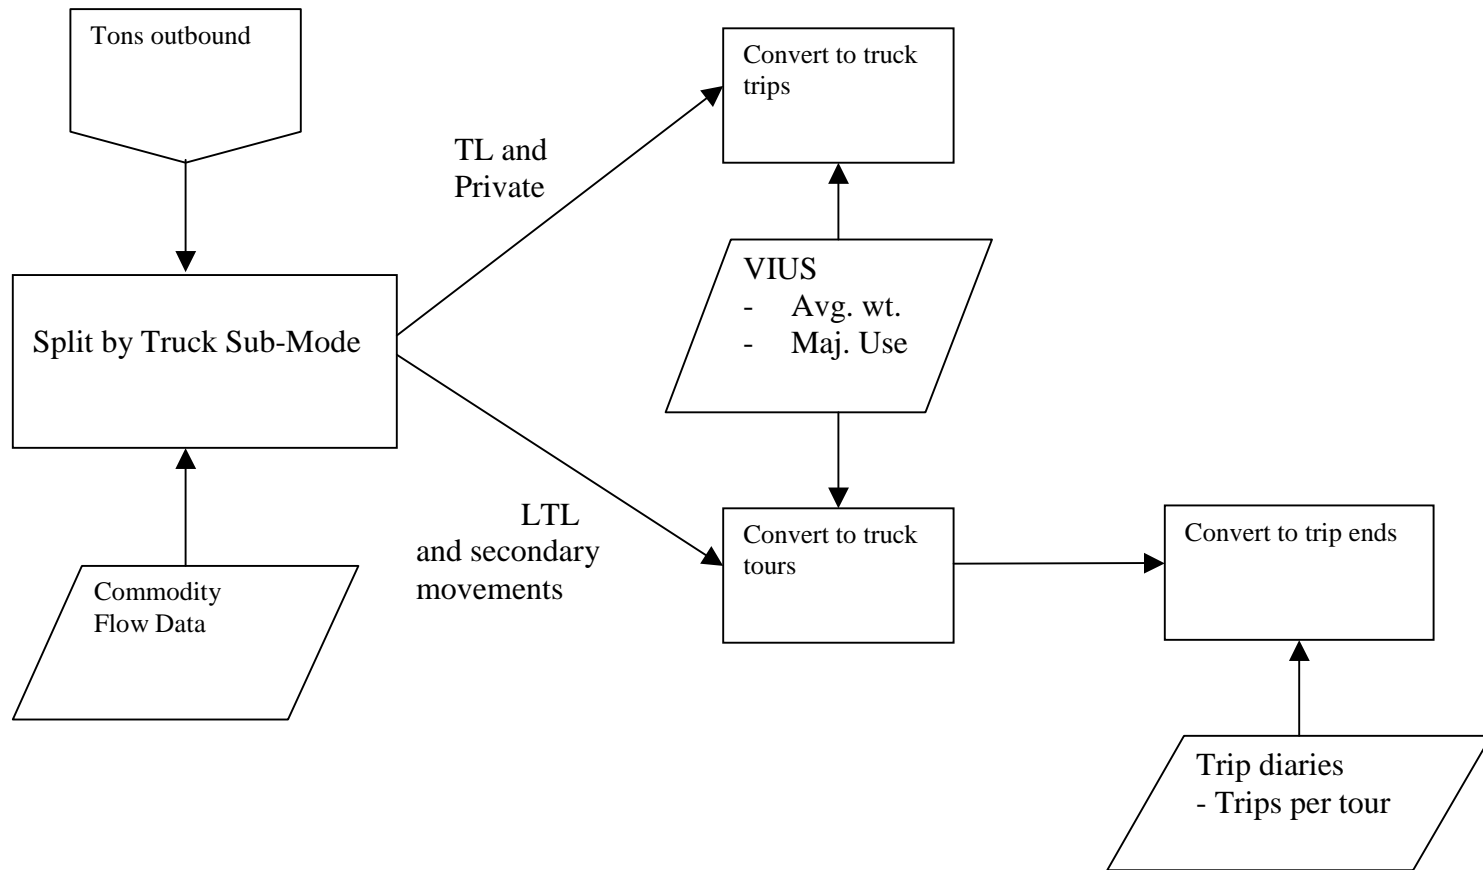 Tons outbound
Convert to truck
trips
TL and
Private
VIUS
- Avg. wt.
- Maj. Use
Split by Truck Sub-Mode
LTL
and secondary
movements
Convert to truck
tours
Convert to trip ends
Commodity
Flow Data
Trip diaries
- Trips per tour